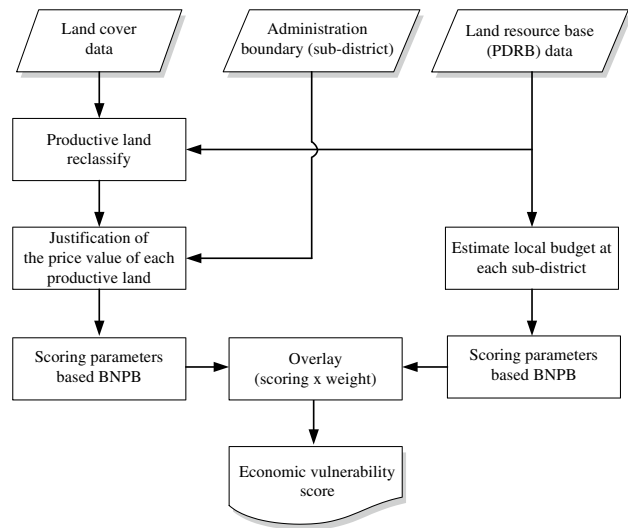 Land cover
data
Administration
boundary (sub-district)
Land resource base
(PDRB) data
Productive land
reclassify
Justification of
the price value of each
productive land
Estimate local budget at
each sub-district
Scoring parameters
based BNPB
Overlay
(scoring x weight)
Scoring parameters
based BNPB
Economic vulnerability
score